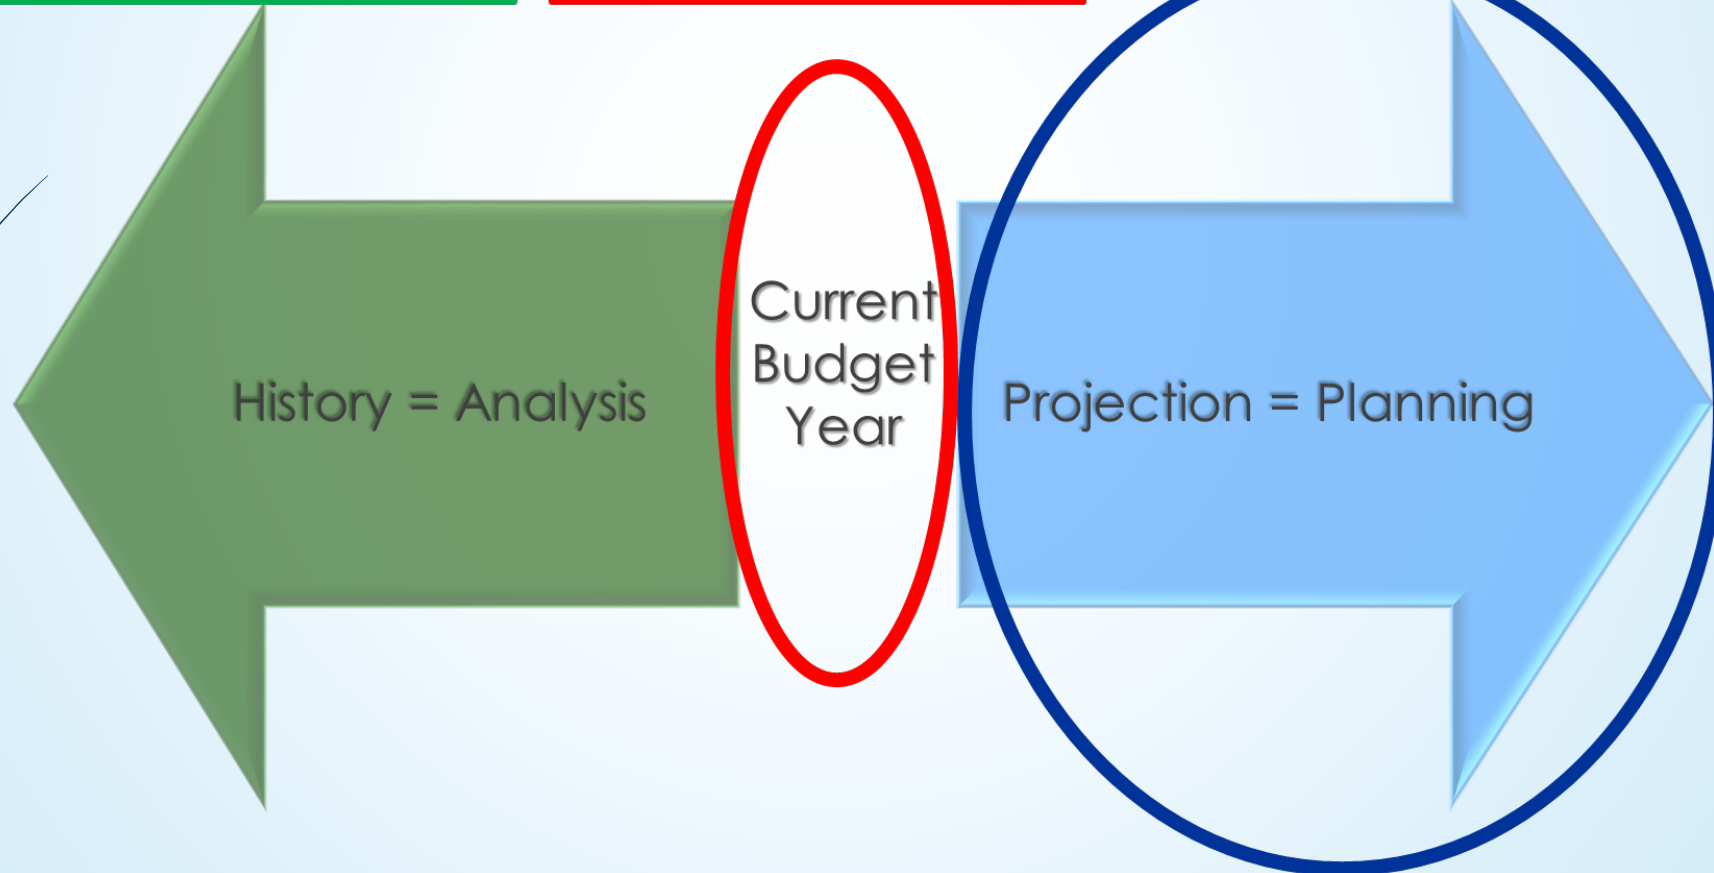 History = Analysis
Current
Budget
Year
Projection = Planning